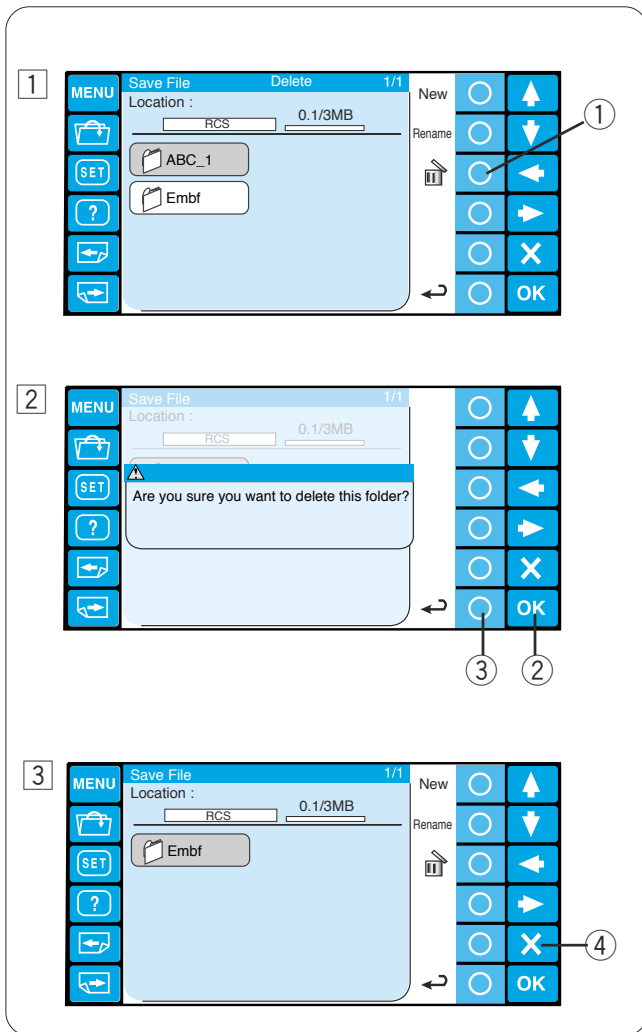 1
MENU
Save File Delete 1/1
New
Location :
RCS 0.1/3MB
Rename
①
ABC_1
SET
Embf
?
OK
2
MENU
Save File 1/1
Location :
RCS 0.1/3MB
SET
Are you sure you want to delete this folder?
?
OK
③ ②
3
MENU
Save File 1/1
New
Location :
RCS 0.1/3MB
Rename
Embf
SET
?
④
OK